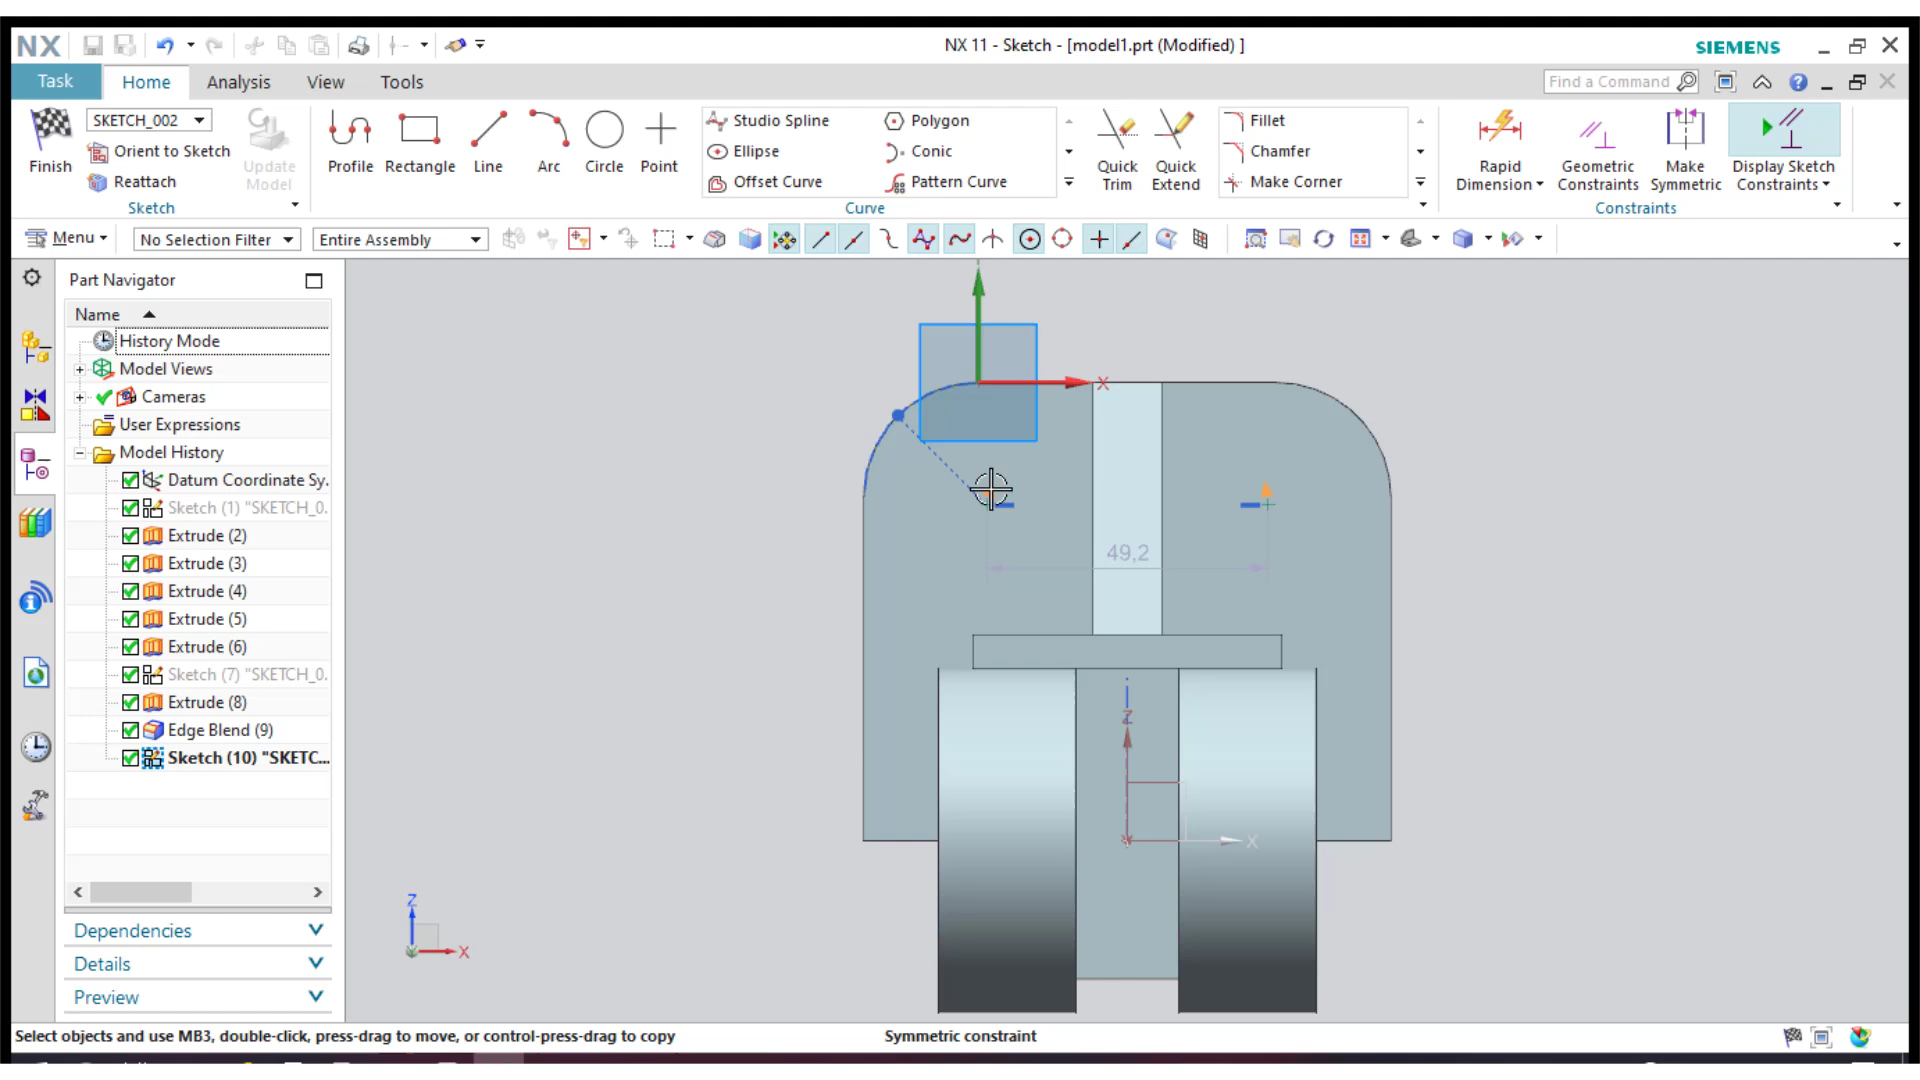 NX
NX 11 - Sketch - [model1.prt (Modified) ]
SIEMENS
Task
Home
Analysis
View
Tools
Find a Command
Finish
SKETCH_002
Orient to Sketch
Reattach
Update
Model
Sketch
Profile
Rectangle
Line
Arc
Circle
Point
Studio Spline
Ellipse
Offset Curve
Polygon
Conic
Pattern Curve
Curve
Quick
Trim
Quick
Extend
Fillet
Chamfer
Make Corner
Rapid
Dimension
Geometric
Constraints
Make
Symmetric
Display Sketch
Constraints
Constraints
Menu
No Selection Filter
Entire Assembly
Part Navigator
Name
History Mode
Model Views
Cameras
User Expressions
Model History
Datum Coordinate Sy.
Sketch (1) "SKETCH_0.
Extrude (2)
Extrude (3)
Extrude (4)
Extrude (5)
Extrude (6)
Sketch (7) "SKETCH_0.
Extrude (8)
Edge Blend (9)
Sketch (10) "SKETC...
Dependencies
Details
Preview
X
49,2
Z
X
Z
X
Select objects and use MB3, double-click, press-drag to move, or control-press-drag to copy
Symmetric constraint